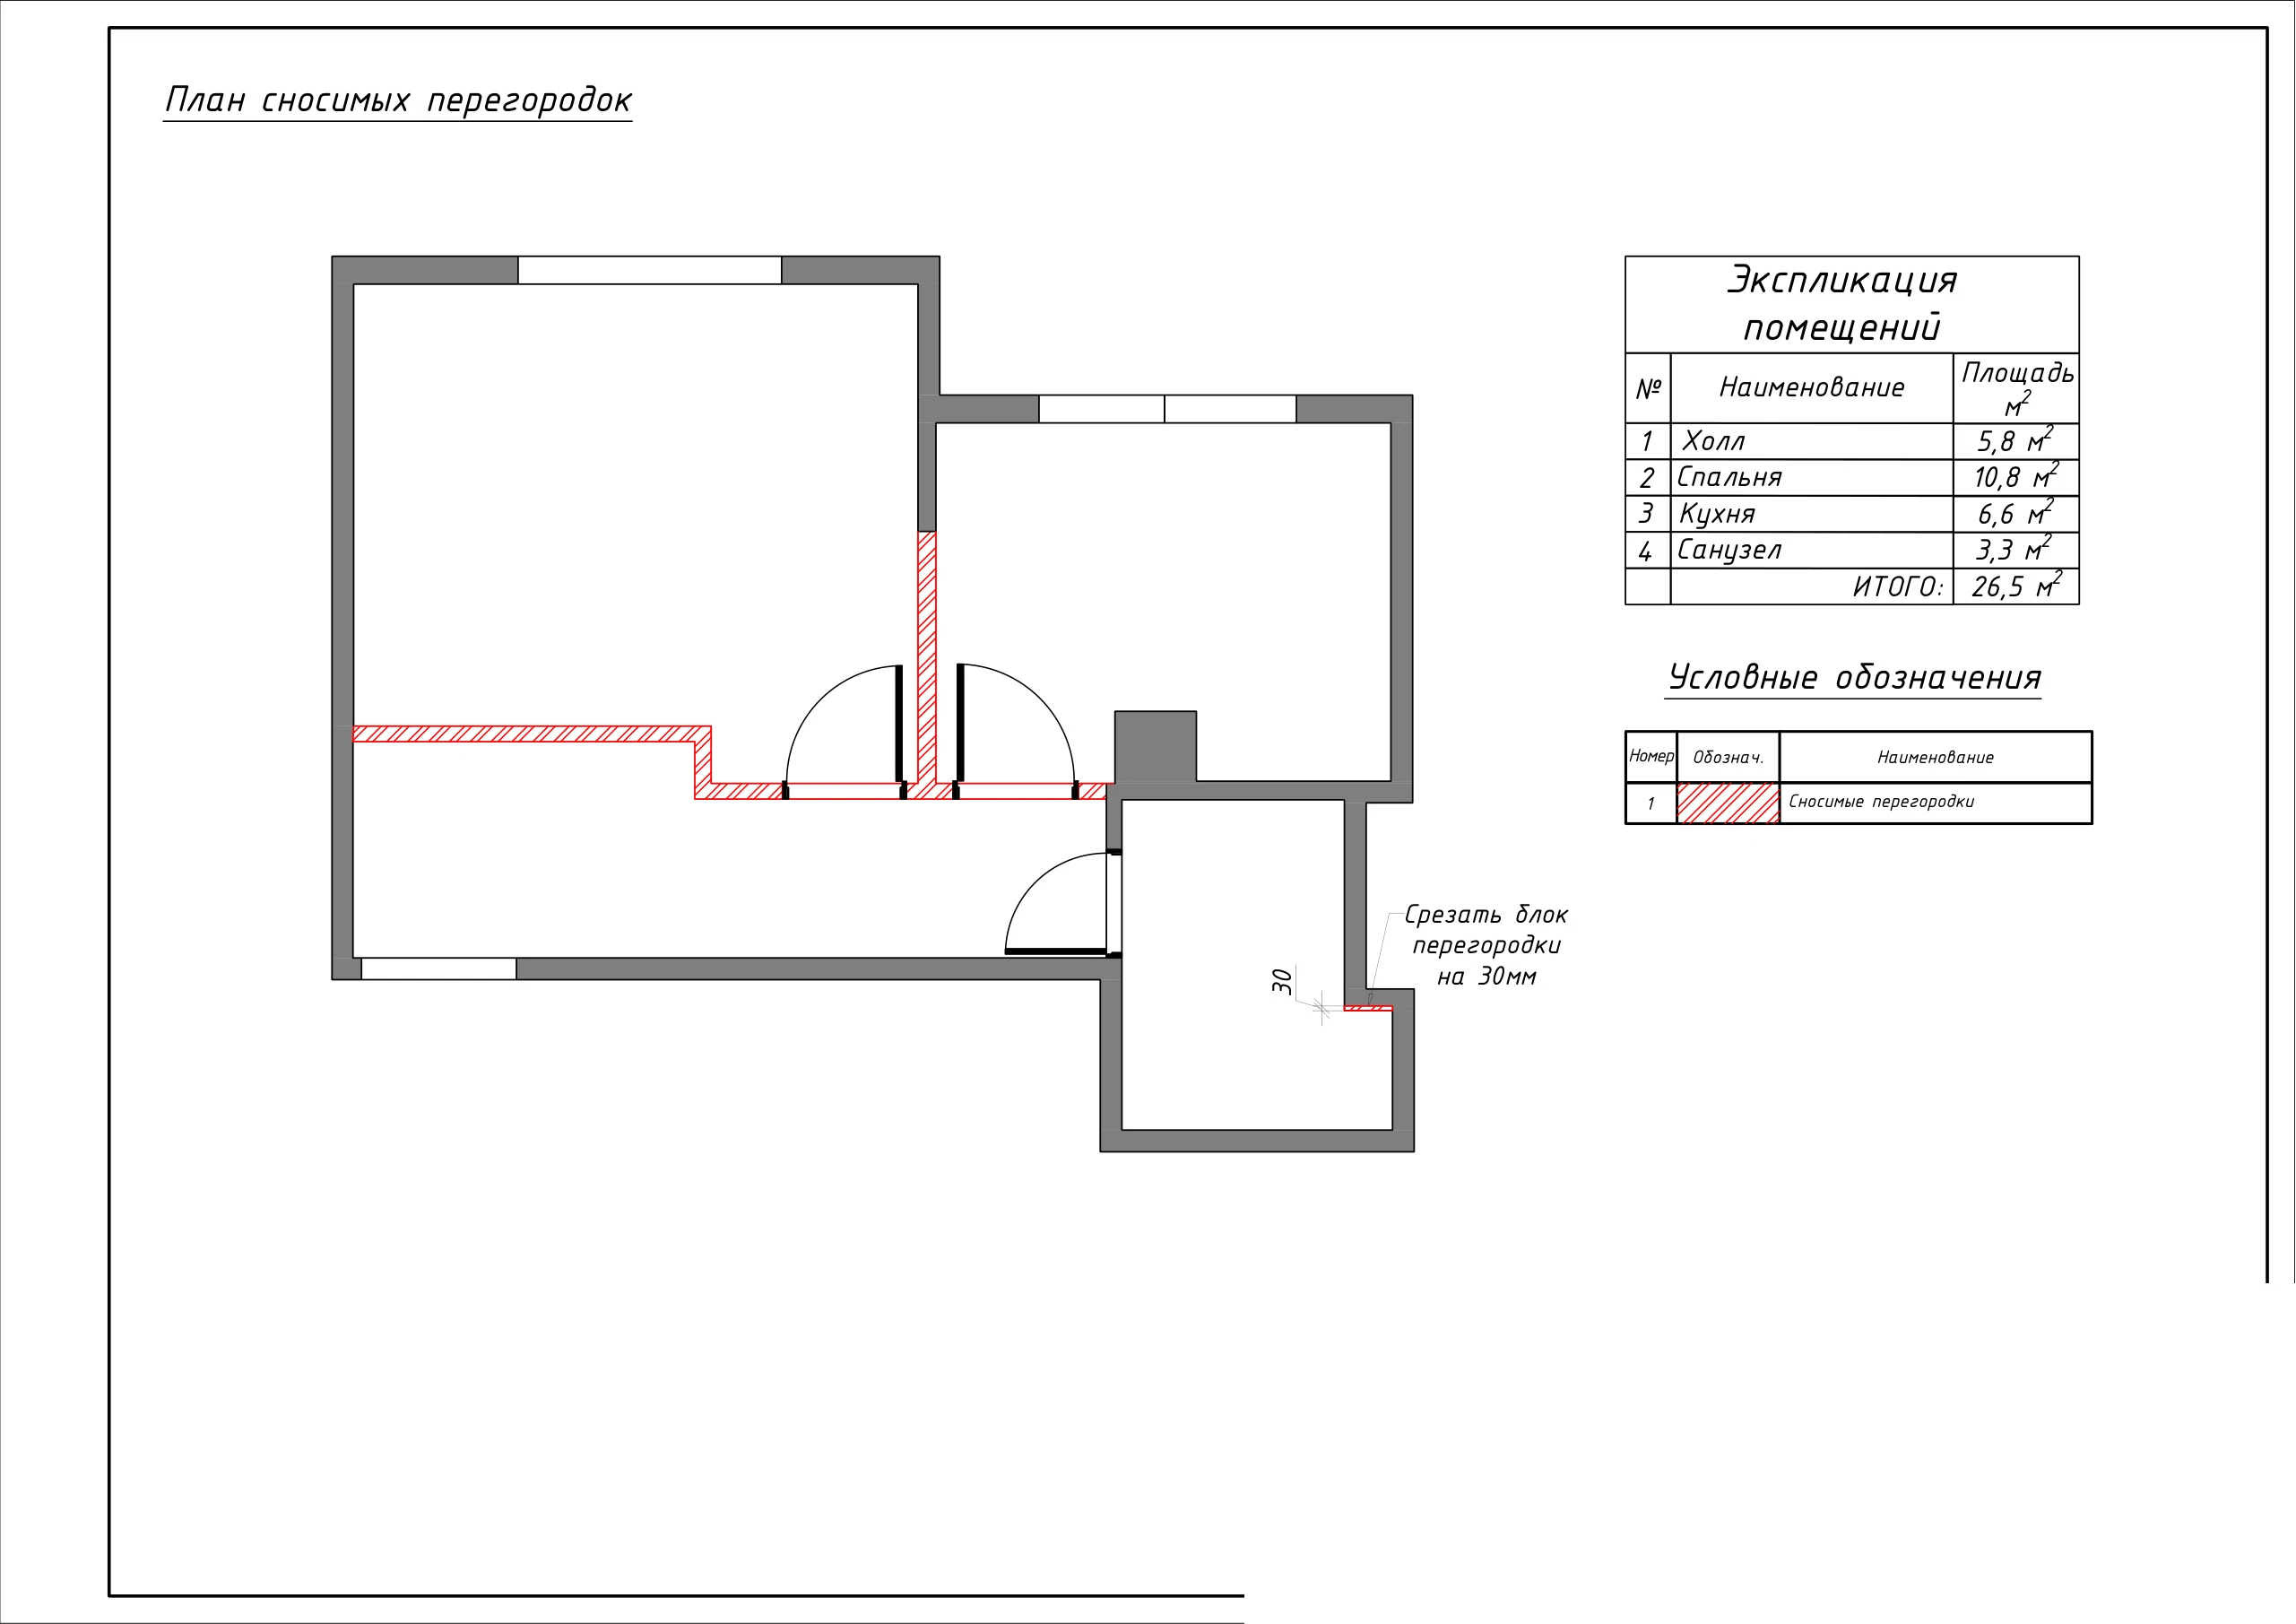 План сносимых перегородок
Экспликация
помещений
№ Наименование Площадь м²
1 Холл 5,8 м²
2 Спальня 10,8 м²
3 Кухня 6,6 м²
4 Санузел 3,3 м²
ИТОГО: 26,5 м²
Условные обозначения
Номер Обознач. Наименование
1 Сносимые перегородки
Срезать блок
перегородки
на 30мм
30